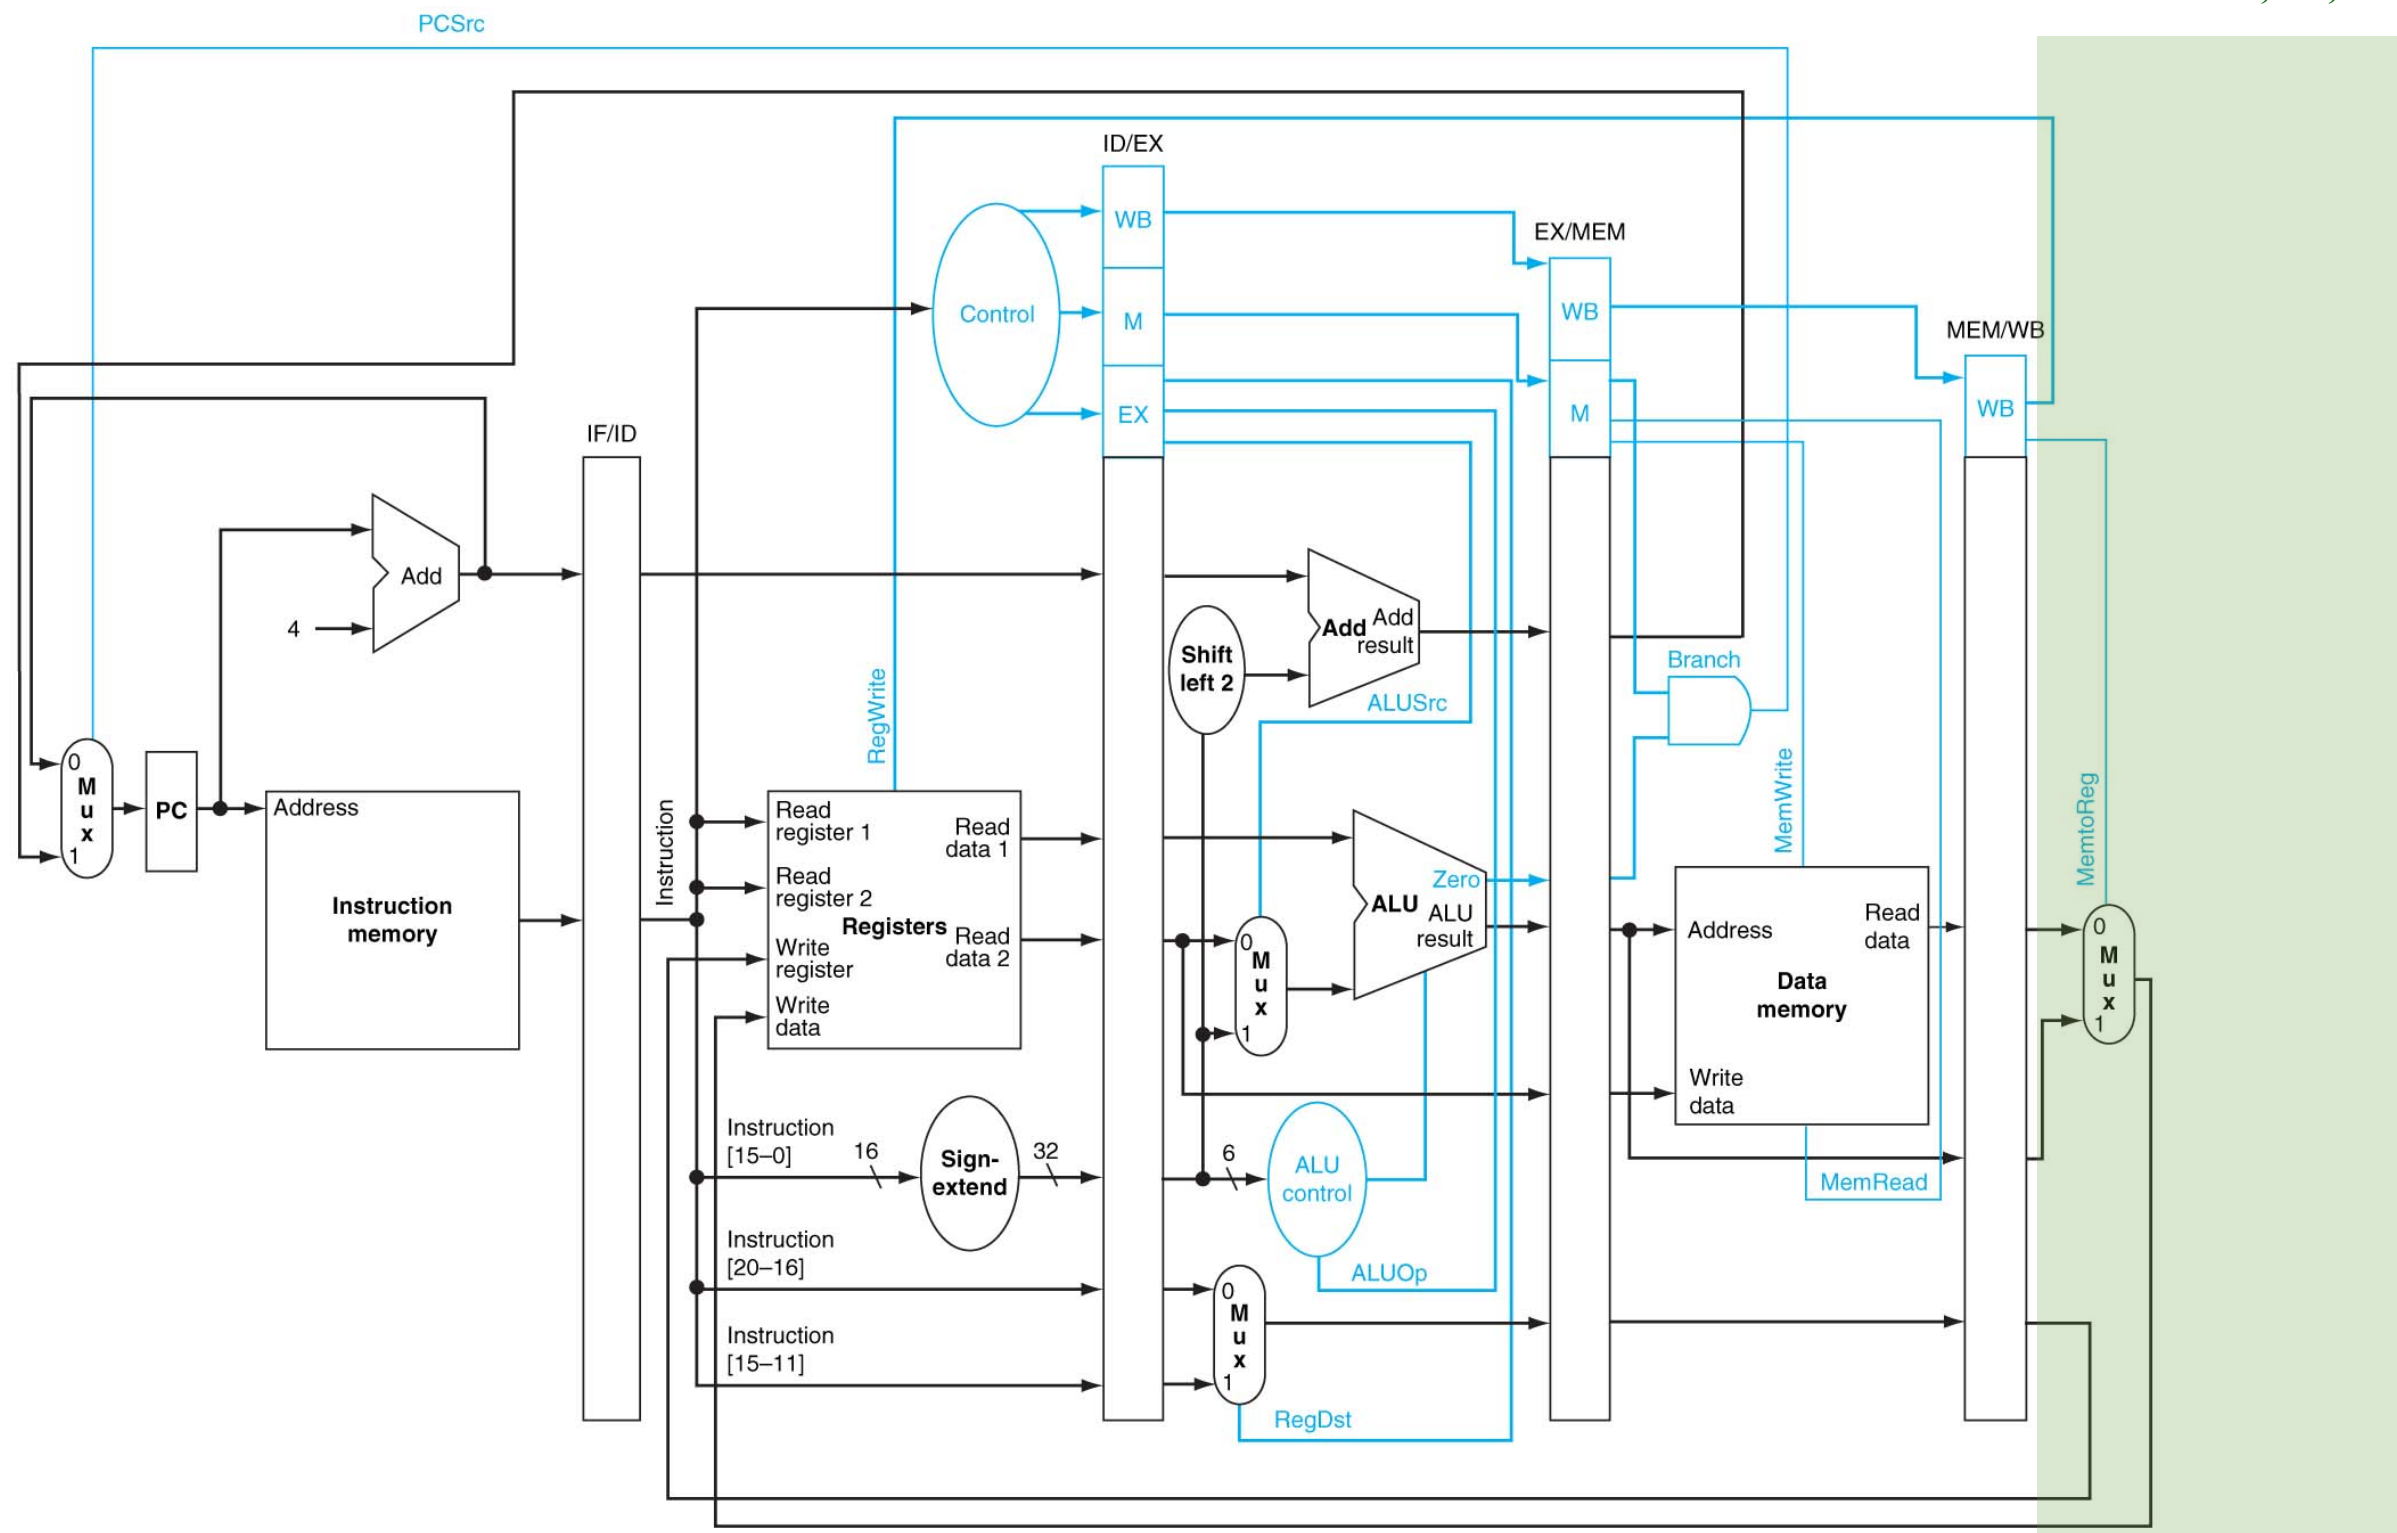 PCSrc
ID/EX
WB
M
EX
Control
EX/MEM
WB
M
MEM/WB
WB
IF/ID
Add
4
RegWrite
Shift
left 2
Add
Add
result
ALUSrc
Branch
MemWrite
MemtoReg
0
M
u
x
1
PC
Address
Instruction
memory
Instruction
Read
register 1
Read
register 2
Write
register
Write
data
Registers
Read
data 1
Read
data 2
0
M
u
x
1
Zero
ALU
ALU
result
Address
Read
data
Data
memory
Write
data
MemRead
0
M
u
x
1
Instruction
[15–0]
16
Sign-
extend
32
6
ALU
control
ALUOp
Instruction
[20–16]
Instruction
[15–11]
0
M
u
x
1
RegDst